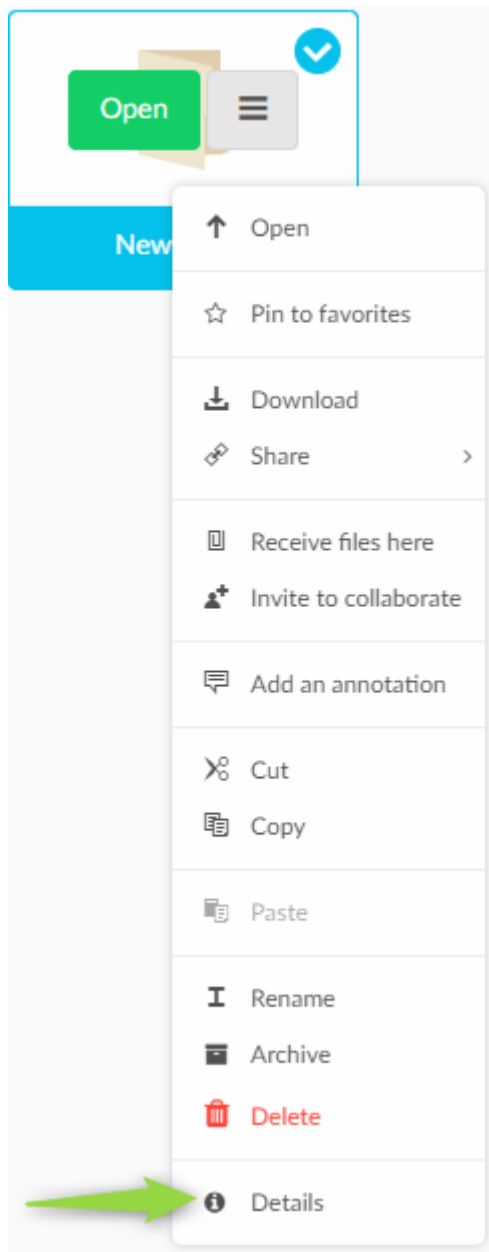 Open
New
Open
Pin to favorites
Download
Share
Receive files here
Invite to collaborate
Add an annotation
Cut
Copy
Paste
Rename
Archive
Delete
Details